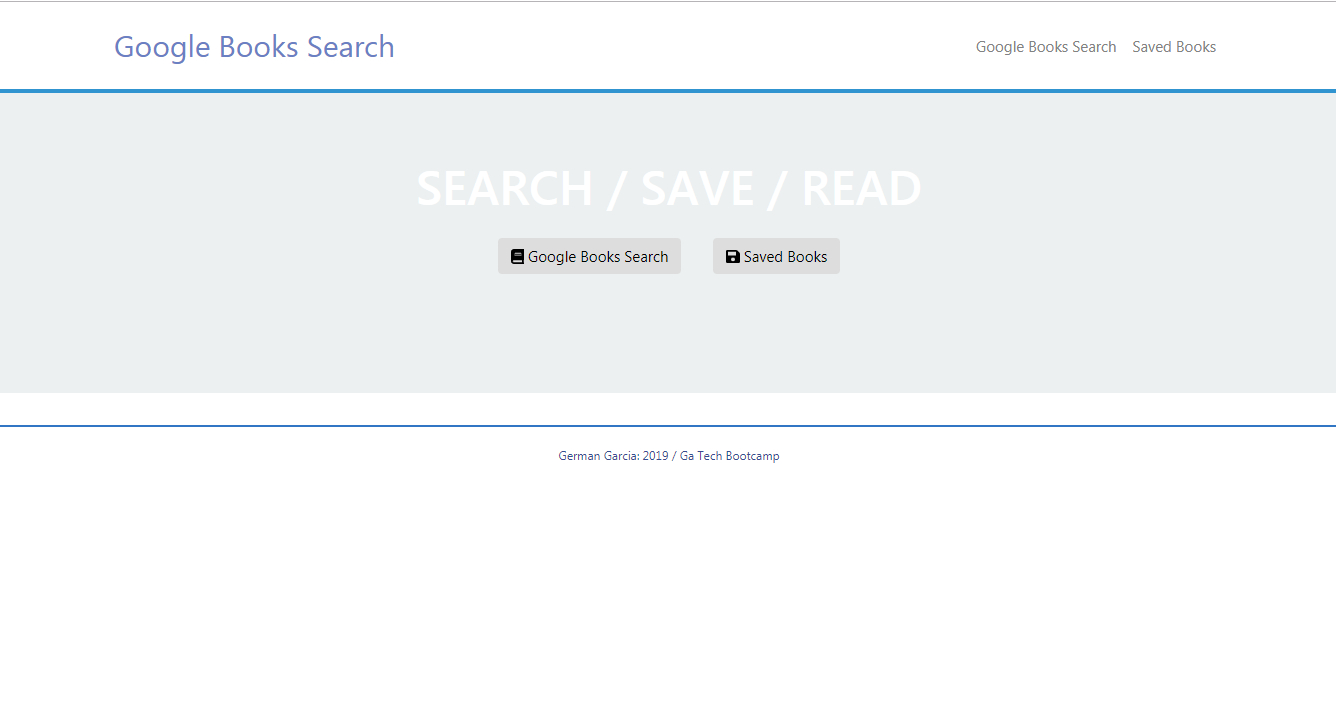 Google Books Search
Google Books Search Saved Books
SEARCH / SAVE / READ
Google Books Search Saved Books
German Garcia: 2019 / Ga Tech Bootcamp